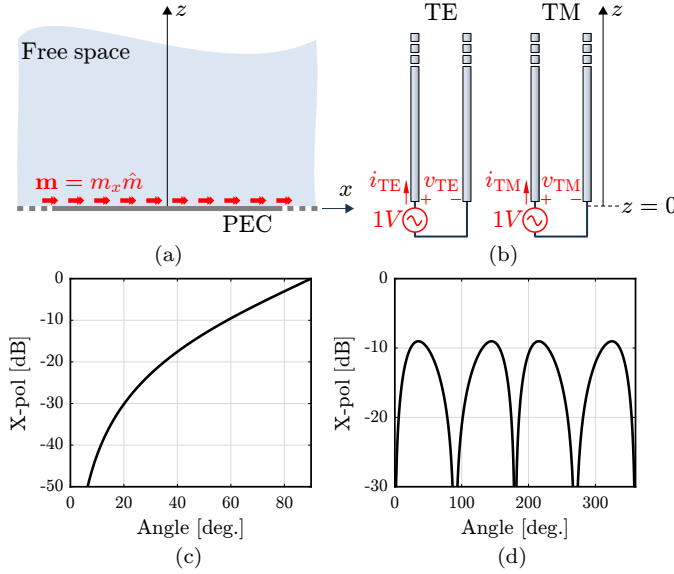 z
Free space
m = m_x m̂
x
PEC
(a)
TE TM
z
i_TE v_TE i_TM v_TM
+ − + −
1V 1V z = 0
(b)
0
-10
-20
-30
-40
-50
X-pol [dB]
0 20 40 60 80
Angle [deg.]
(c)
0
-10
-20
-30
X-pol [dB]
0 100 200 300
Angle [deg.]
(d)